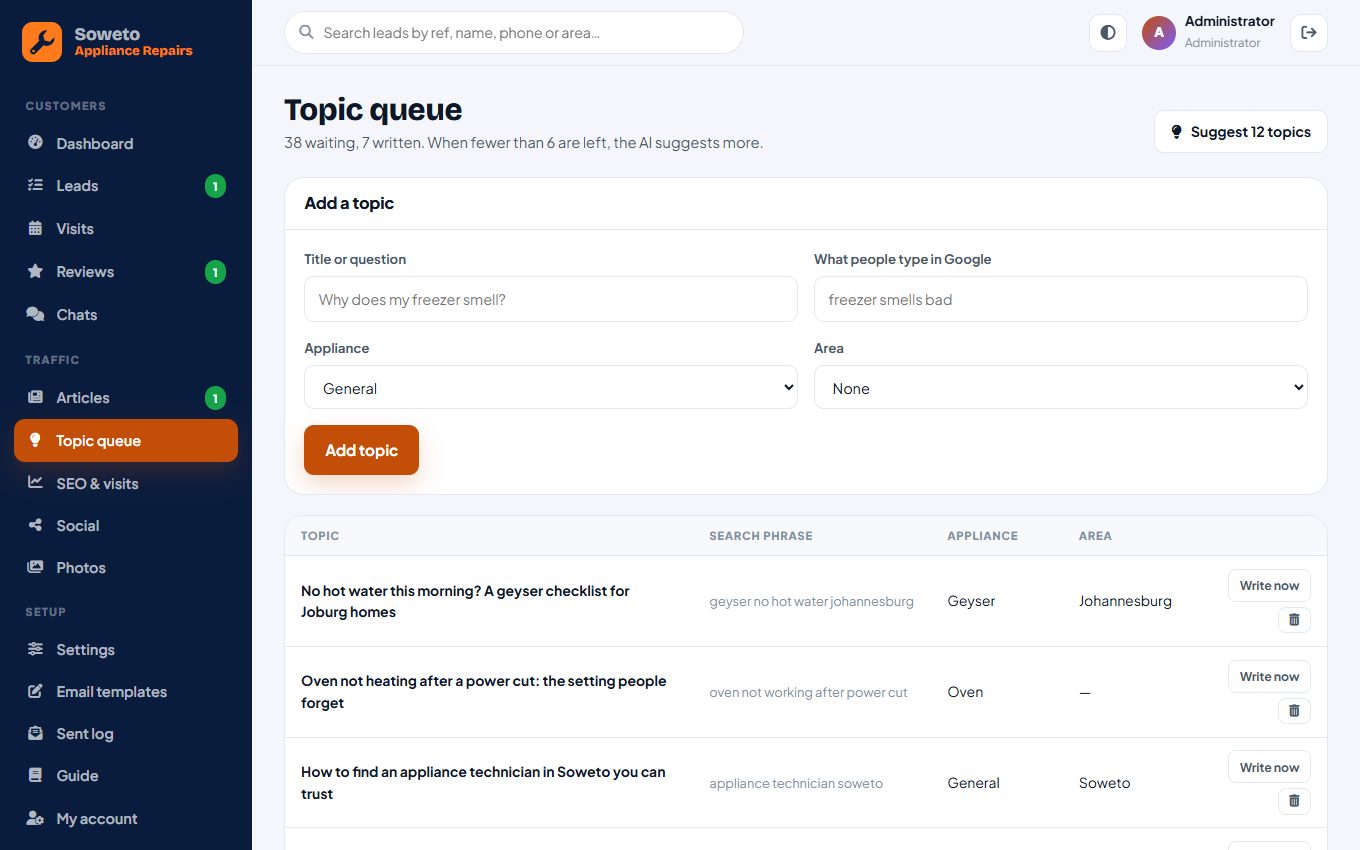 Soweto
Appliance Repairs
CUSTOMERS
Dashboard
Leads 1
Visits
Reviews 1
Chats
TRAFFIC
Articles 1
Topic queue
SEO & visits
Social
Photos
SETUP
Settings
Email templates
Sent log
Guide
My account
Search leads by ref, name, phone or area...
A
Administrator
Administrator
Topic queue
38 waiting, 7 written. When fewer than 6 are left, the AI suggests more.
Suggest 12 topics
Add a topic
Title or question
What people type in Google
Why does my freezer smell?
freezer smells bad
Appliance
Area
General
None
Add topic
TOPIC SEARCH PHRASE APPLIANCE AREA
No hot water this morning? A geyser checklist for
Joburg homes
geyser no hot water johannesburg
Geyser
Johannesburg
Write now
Oven not heating after a power cut: the setting people
forget
oven not working after power cut
Oven
—
Write now
How to find an appliance technician in Soweto you can
trust
appliance technician soweto
General
Soweto
Write now